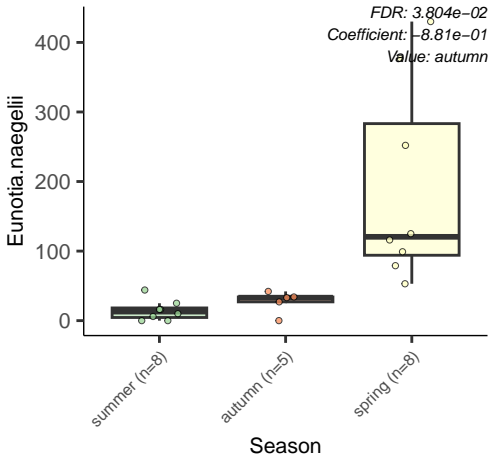 FDR: 3.804e−02
Coefficient: −8.81e−01
Value: autumn
400
300
200
100
0
Eunotia.naegelii
summer (n=8)
autumn (n=5)
spring (n=8)
Season